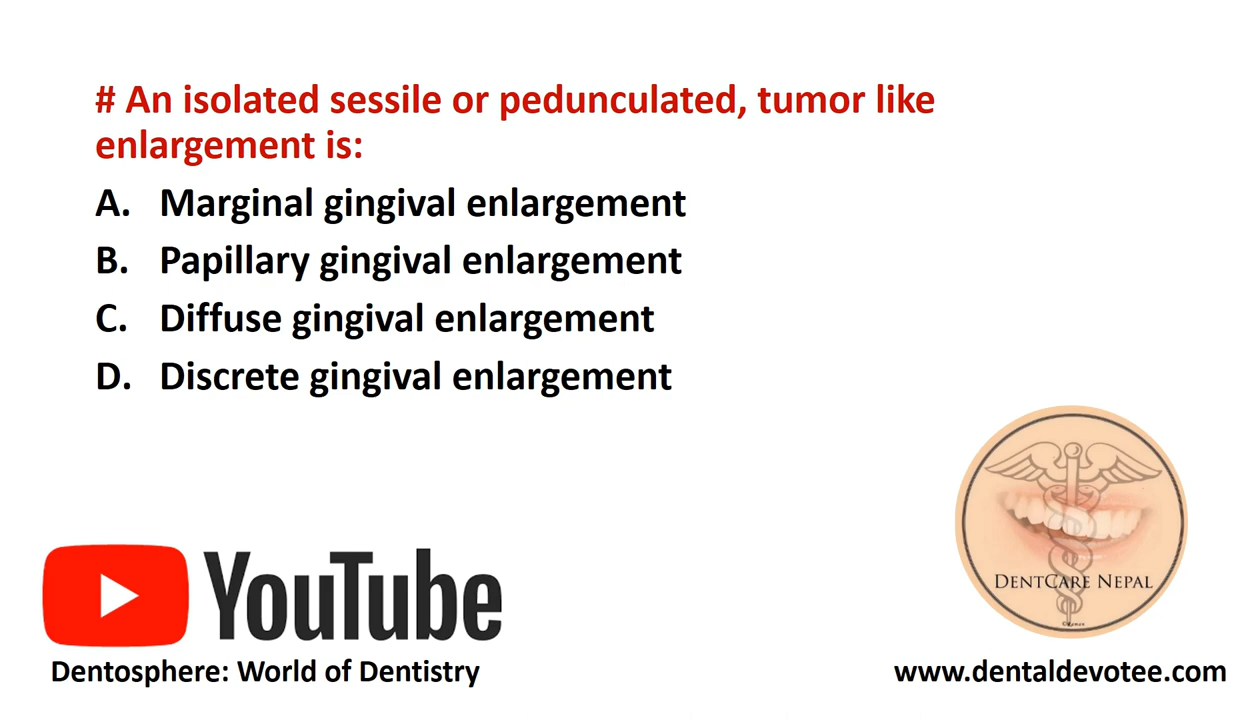 # An isolated sessile or pedunculated, tumor like
enlargement is:
A. Marginal gingival enlargement
B. Papillary gingival enlargement
C. Diffuse gingival enlargement
D. Discrete gingival enlargement
DENTCARE NEPAL
YouTube
Dentosphere: World of Dentistry
www.dentaldevotee.com